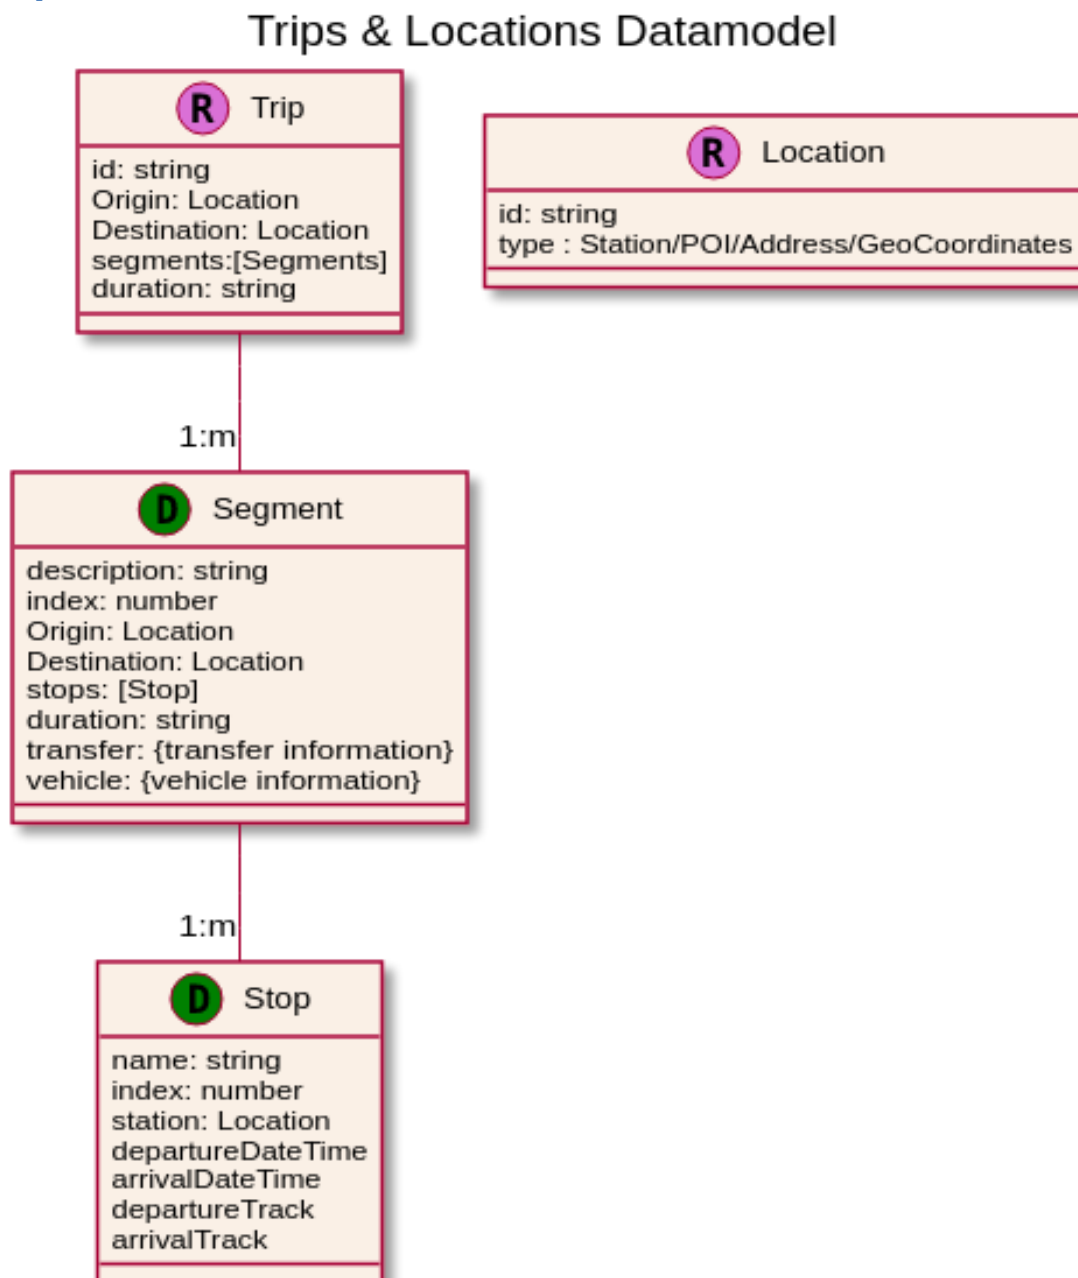 Trips & Locations Datamodel
R Trip
id: string
Origin: Location
Destination: Location
segments:[Segments]
duration: string
R Location
id: string
type : Station/POI/Address/GeoCoordinates
1:m
D Segment
description: string
index: number
Origin: Location
Destination: Location
stops: [Stop]
duration: string
transfer: {transfer information}
vehicle: {vehicle information}
1:m
D Stop
name: string
index: number
station: Location
departureDateTime
arrivalDateTime
departureTrack
arrivalTrack